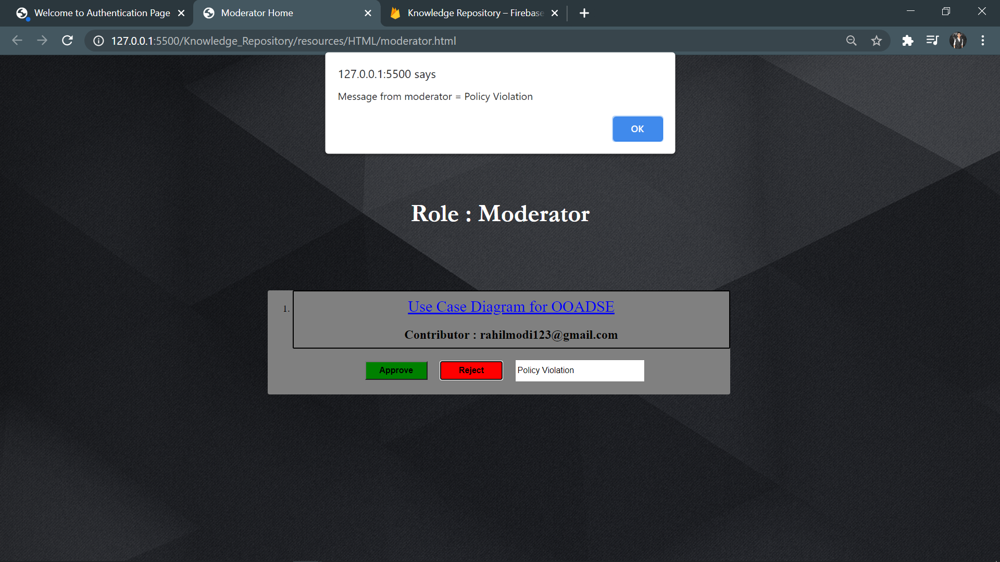 Welcome to Authentication Page
Moderator Home
Knowledge Repository – Firebase
127.0.0.1:5500/Knowledge_Repository/resources/HTML/moderator.html
127.0.0.1:5500 says
Message from moderator = Policy Violation
OK
Role : Moderator
1.
Use Case Diagram for OOADSE
Contributor : rahilmodi123@gmail.com
Approve
Reject
Policy Violation